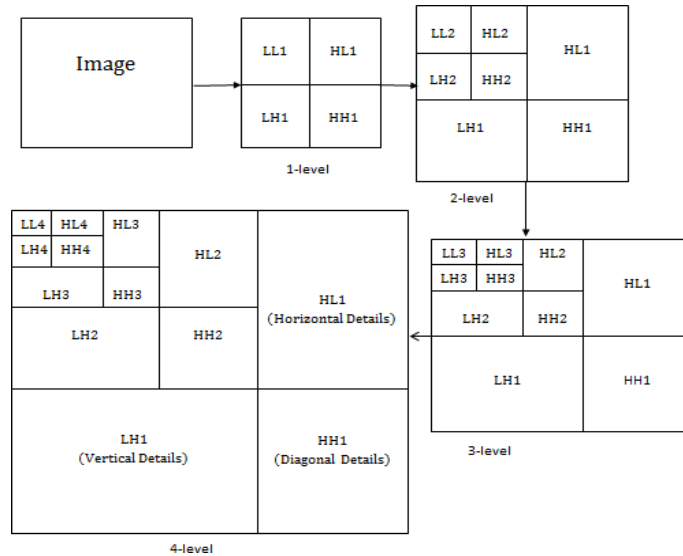 Image
LL1 HL1
LH1 HH1
1-level
LL2 HL2
HL1
LH2 HH2
LH1 HH1
2-level
LL3 HL3 HL2
LH3 HH3
HL1
LH2 HH2
LH1 HH1
3-level
LL4 HL4 HL3
LH4 HH4
HL2
LH3 HH3
HL1
(Horizontal Details)
LH2 HH2
LH1
(Vertical Details)
HH1
(Diagonal Details)
4-level